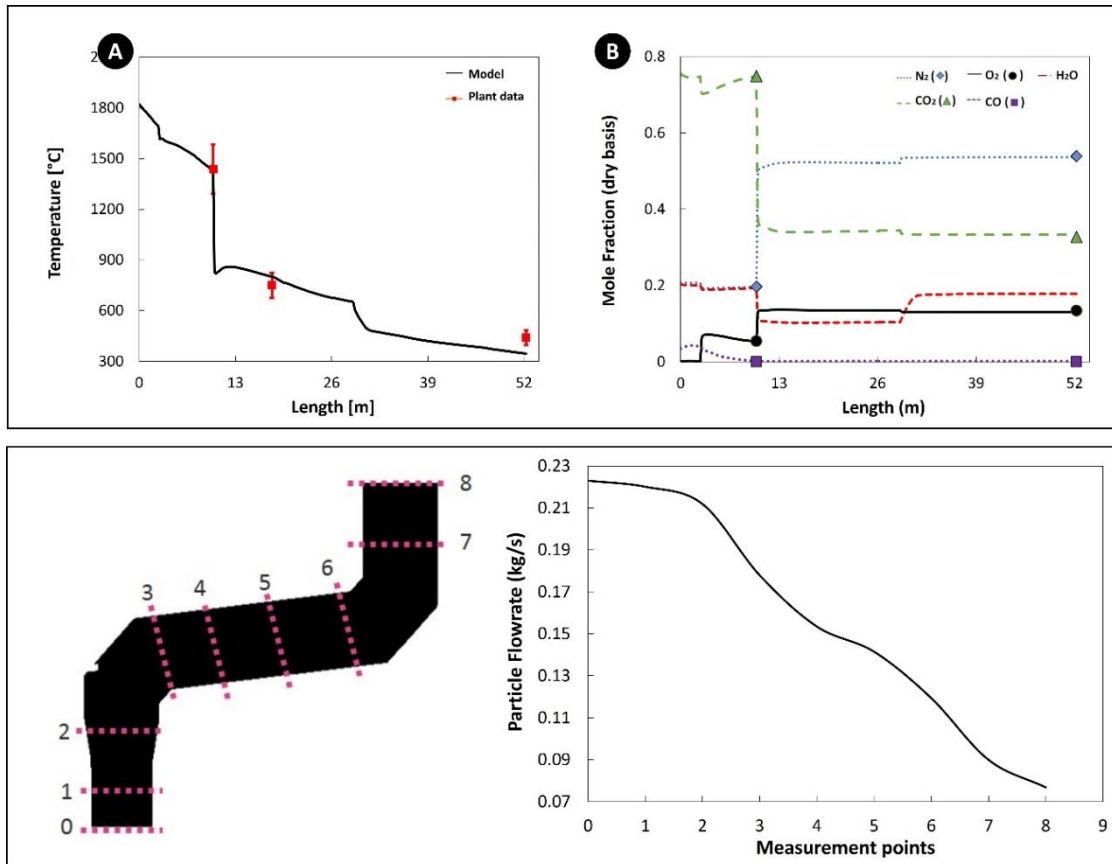 A
2
1800
1500
1200
900
600
300
0 13 26 39 52
Temperature [°C]
Length [m]
Model
Plant data
B
0.8
0.6
0.4
0.2
0
0 13 26 39 52
Mole Fraction (dry basis)
Length (m)
N₂ (◆) O₂ (●) H₂O
CO₂ (▲) CO (■)
8
7
6
5
4
3
2
1
0
0.23
0.21
0.19
0.17
0.15
0.13
0.11
0.09
0.07
0 1 2 3 4 5 6 7 8 9
Particle Flowrate (kg/s)
Measurement points